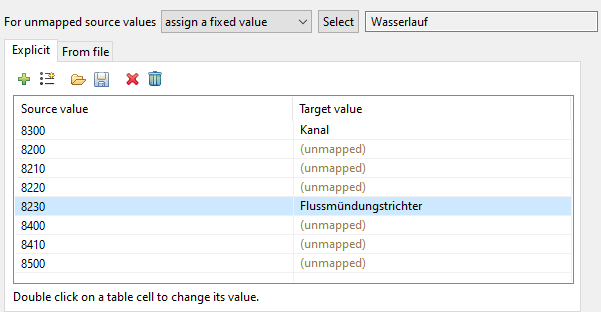 For unmapped source values assign a fixed value Select Wasserlauf
Explicit From file
Source value Target value
8300 Kanal
8200 (unmapped)
8210 (unmapped)
8220 (unmapped)
8230 Flussmündungstrichter
8400 (unmapped)
8410 (unmapped)
8500 (unmapped)
Double click on a table cell to change its value.